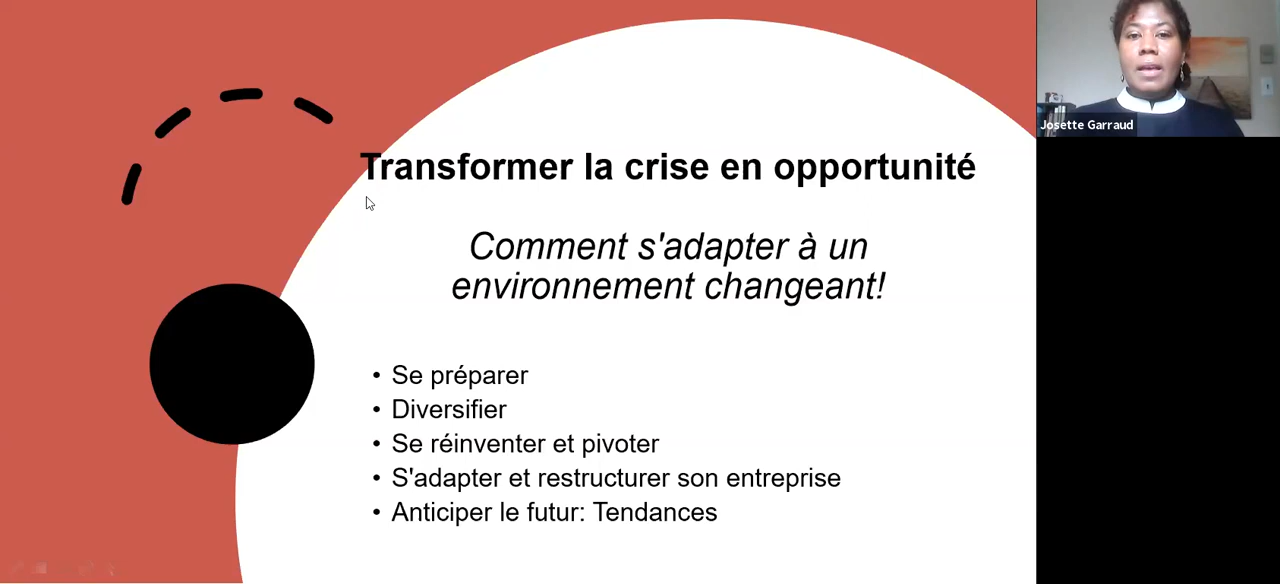 Transformer la crise en opportunité
Comment s'adapter à un
environnement changeant!
• Se préparer
• Diversifier
• Se réinventer et pivoter
• S'adapter et restructurer son entreprise
• Anticiper le futur: Tendances
Josette Garraud